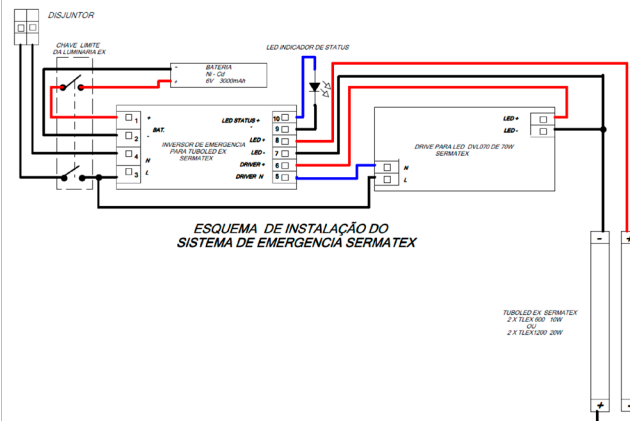 DISJUNTOR
CHAVE LIMITE
DA LUMINARIA EX
LED INDICADOR DE STATUS
-
BATERIA
Ni - Cd
+ 6V 3000mAh
1 +
BAT.
2 -
4 N
3 L
INVERSOR DE EMERGENCIA
PARA TUBOLED EX
SERMATEX
LED STATUS + 10
- 9
LED + 8
LED - 7
DRIVER + 6
DRIVER N 5
LED +
LED -
DRIVE PARA LED DVL070 DE 70W
SERMATEX
N
L
ESQUEMA DE INSTALAÇÃO DO
SISTEMA DE EMERGENCIA SERMATEX
- +
TUBOLED EX SERMATEX
2 X TLEX 600 10W
OU
2 X TLEX1200 20W
+ -